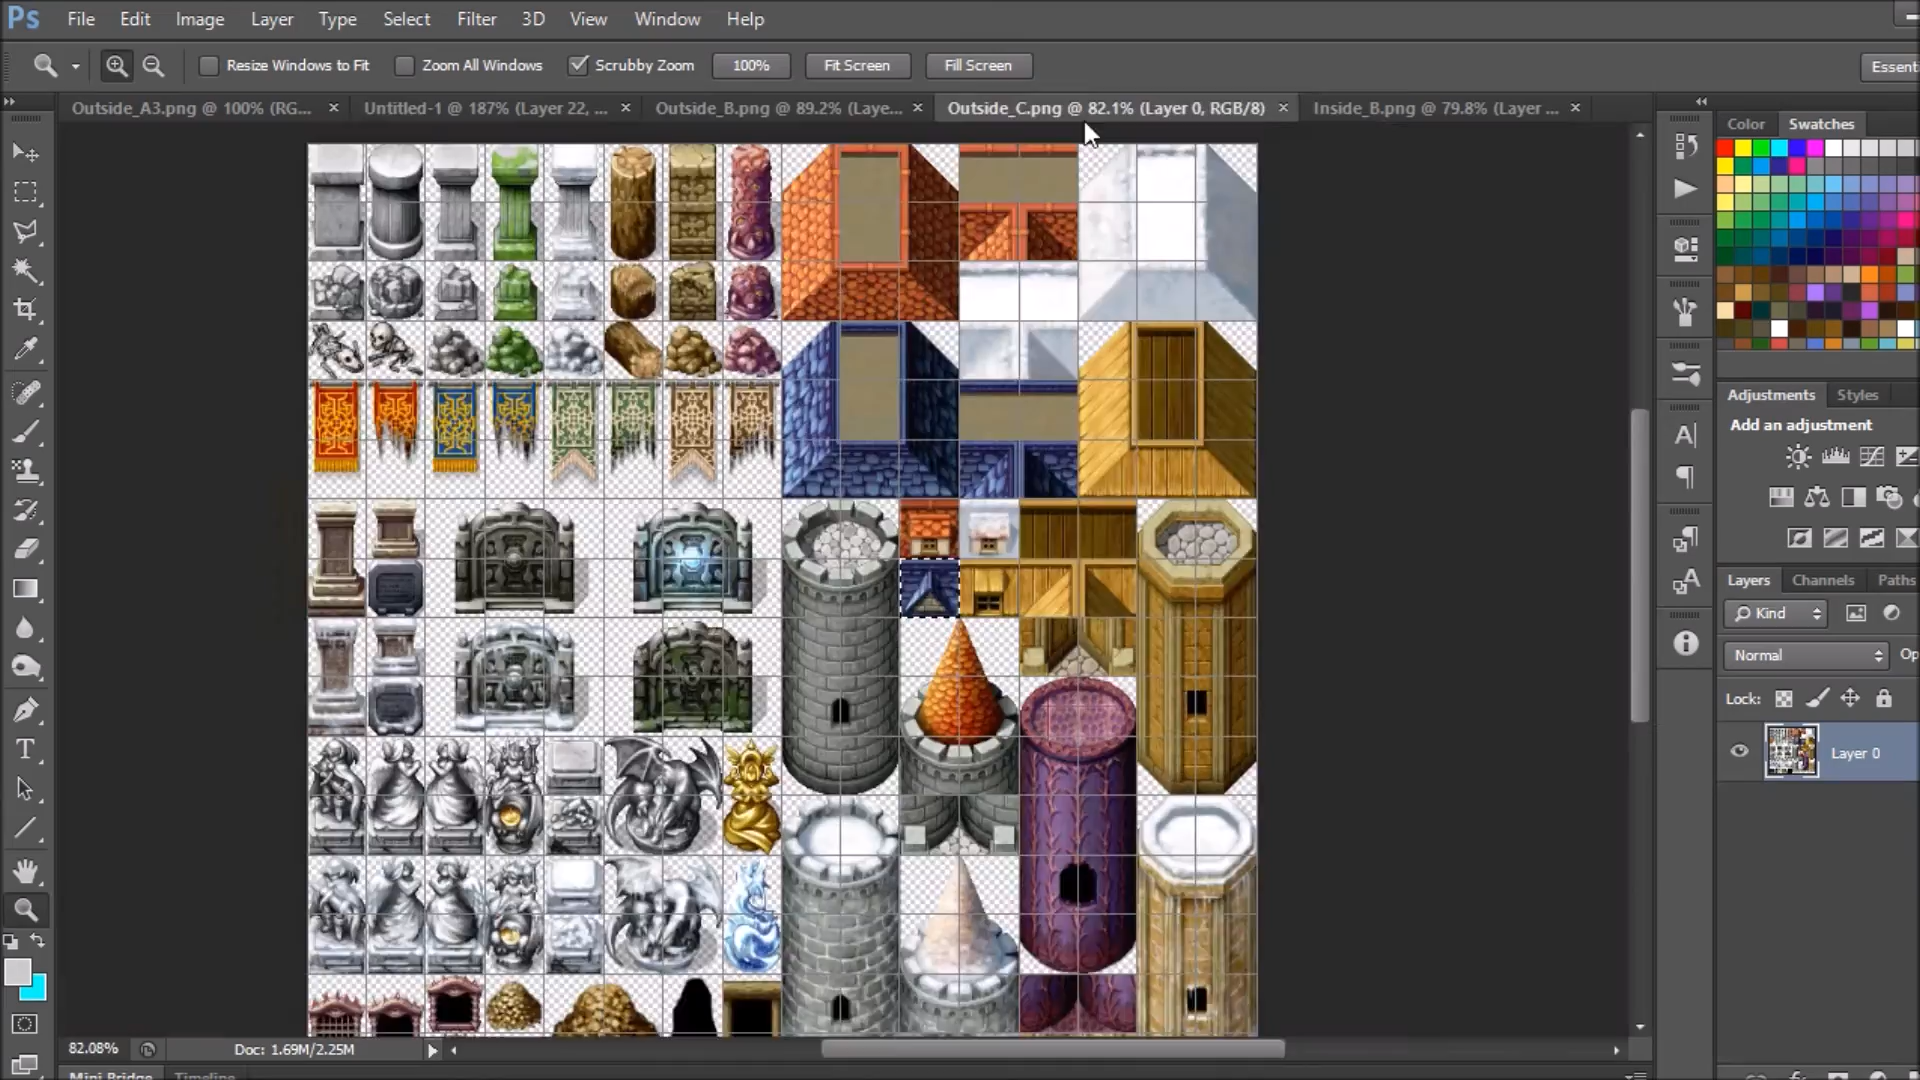 Ps File Edit Image Layer Type Select Filter 3D View Window Help
Resize Windows to Fit Zoom All Windows Scrubby Zoom 100% Fit Screen Fill Screen Essenti
Outside_A3.png @ 100% (RG... × Untitled-1 @ 187% (Layer 22, ... × Outside_B.png @ 89.2% (Laye... × Outside_C.png @ 82.1% (Layer 0, RGB/8) × Inside_B.png @ 79.8% (Layer ... ×
Color Swatches
Adjustments Styles
Add an adjustment
Layers Channels Paths
Kind
Normal Op
Lock:
Layer 0
82.08% Doc: 1.69M/2.25M
Mini Bridge Timeline